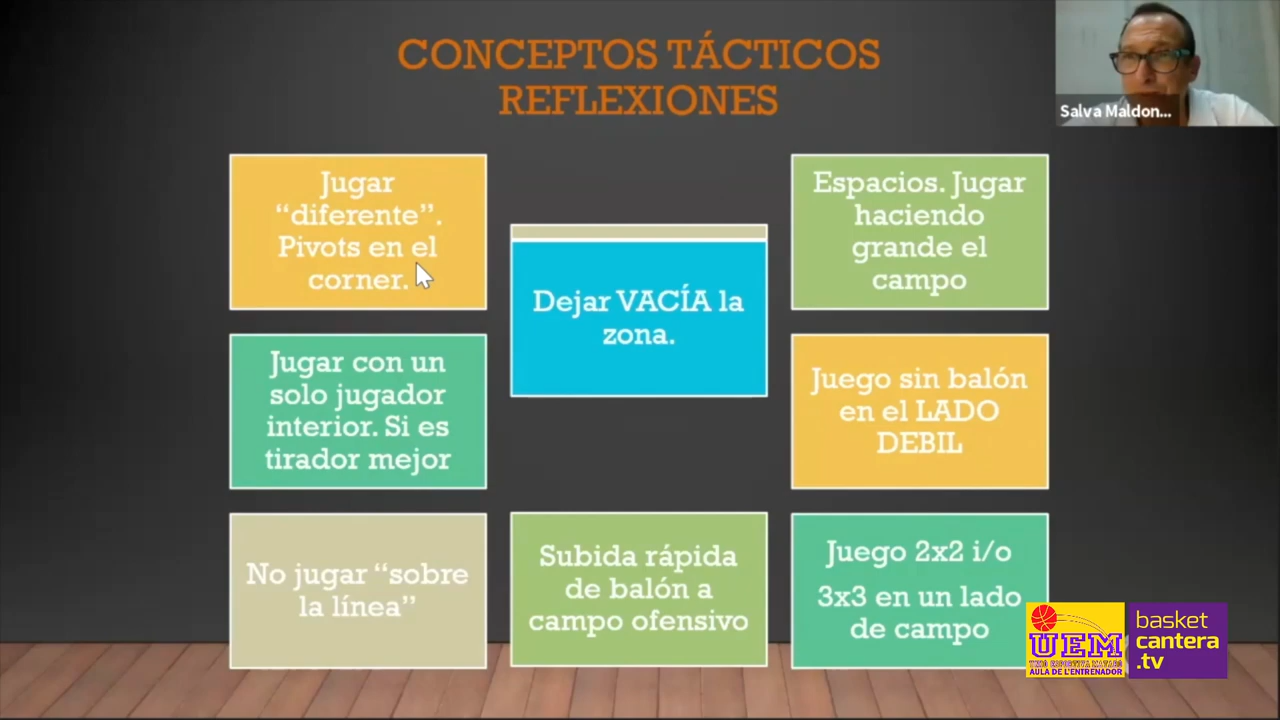 CONCEPTOS TÁCTICOS
REFLEXIONES
Salva Maldon...
Jugar
“diferente”.
Pivots en el
corner.
Dejar VACÍA la
zona.
Espacios. Jugar
haciendo
grande el
campo
Jugar con un
solo jugador
interior. Si es
tirador mejor
Juego sin balón
en el LADO
DEBIL
No jugar “sobre
la línea”
Subida rápida
de balón a
campo ofensivo
Juego 2x2 i/o
3x3 en un lado
de campo
UEM
UNIÓ ESPORTIVA MATARÓ
AULA DE L'ENTRENADOR
basket
cantera
.tv